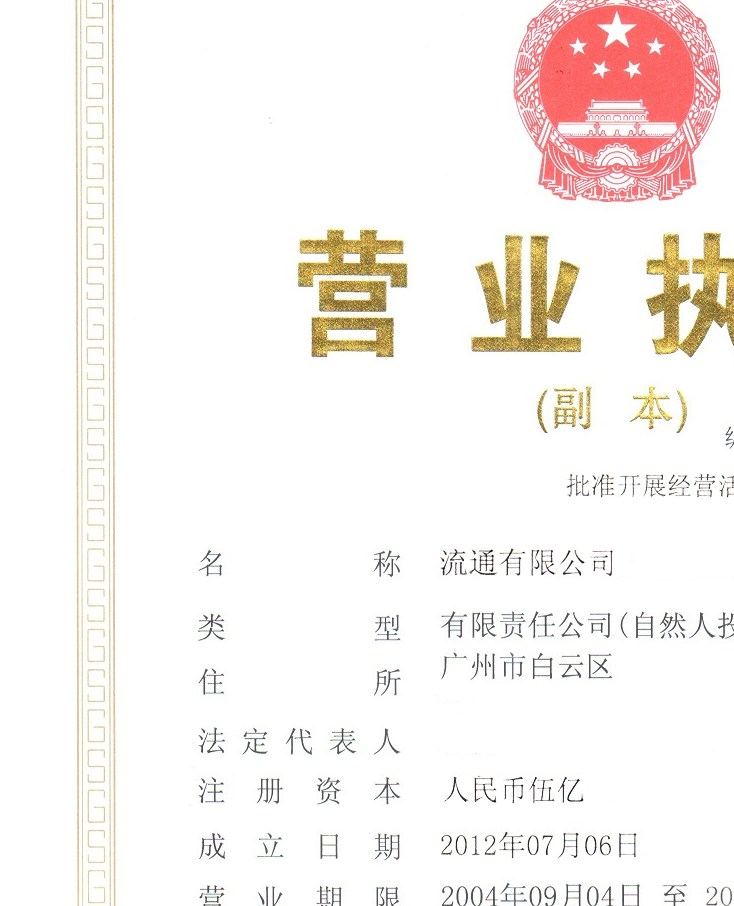 营业执
(副 本)
批准开展经营活
名 称 流通有限公司
类 型 有限责任公司(自然人投
住 所 广州市白云区
法定代表人
注册资本 人民币伍亿
成立日期 2012年07月06日
营业期限 2004年09月04日 至 20